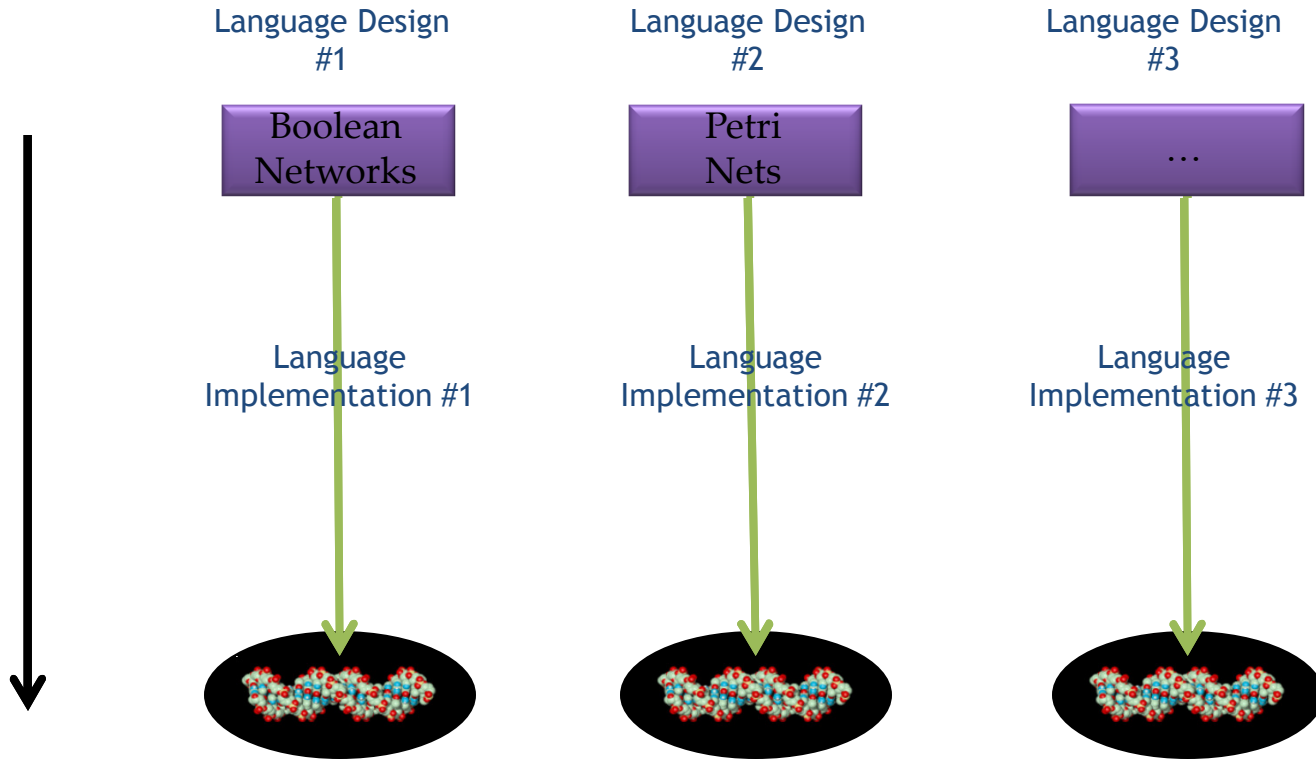 Language Design
#1
Language Design
#2
Language Design
#3
Boolean
Networks
Petri
Nets
...
Language
Implementation #1
Language
Implementation #2
Language
Implementation #3